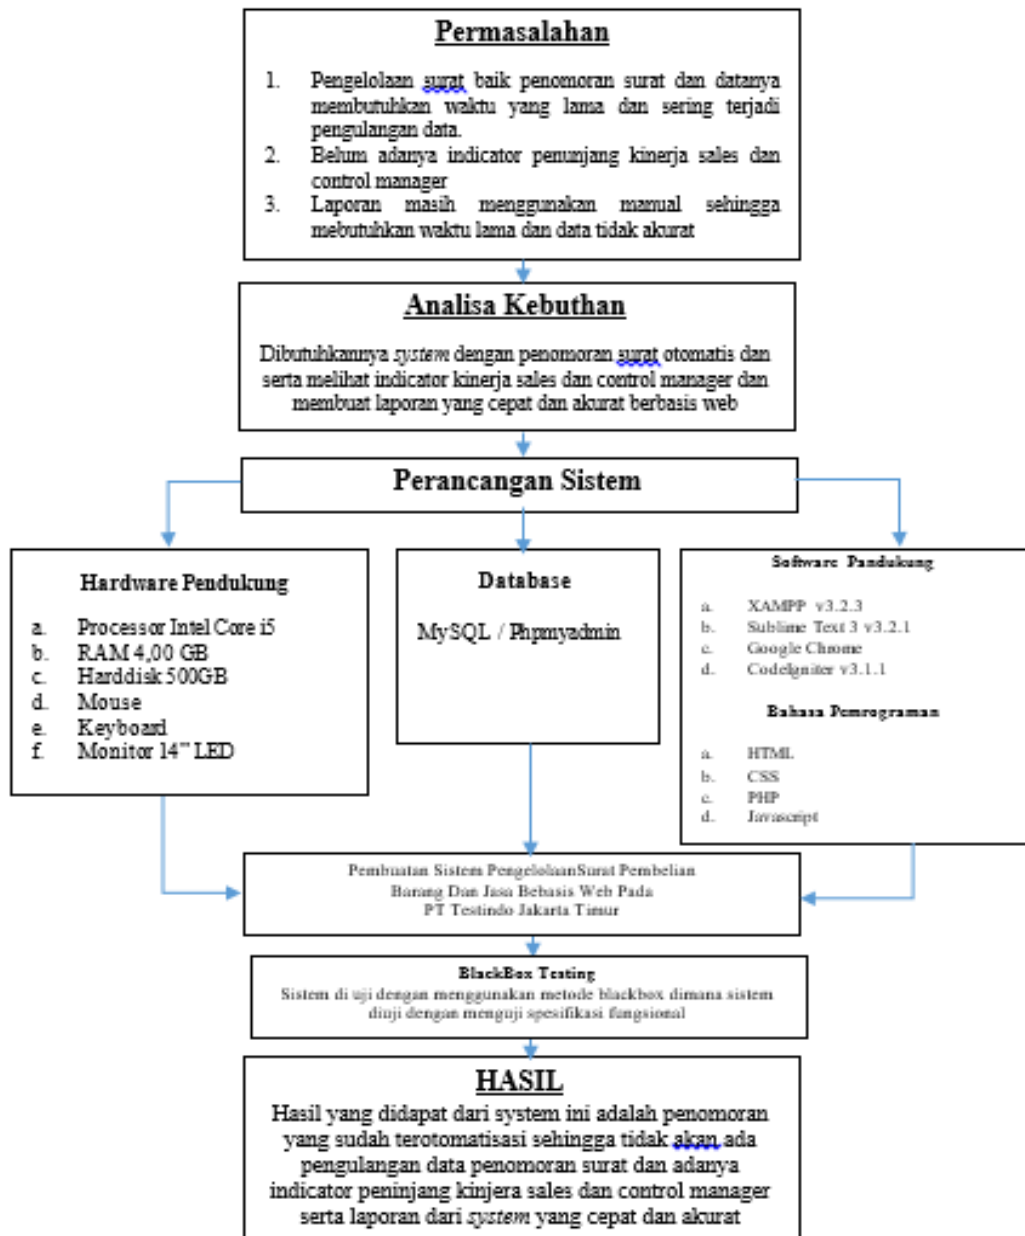 Permasalahan
1. Pengelolaan surat baik penomoran surat dan datanya
membutuhkan waktu yang lama dan sering terjadi
pengulangan data.
2. Belum adanya indicator penunjang kinerja sales dan
control manager
3. Laporan masih menggunakan manual sehingga
mebutuhkan waktu lama dan data tidak akurat
Analisa Kebuthan
Dibutuhkannya system dengan penomoran surat otomatis dan
serta melihat indicator kinerja sales dan control manager dan
membuat laporan yang cepat dan akurat berbasis web
Perancangan Sistem
Hardware Pendukung
a. Processor Intel Core i5
b. RAM 4,00 GB
c. Harddisk 500GB
d. Mouse
e. Keyboard
f. Monitor 14" LED
Database
MySQL / Phpmyadmin
Software Pandukung
a. XAMPP v3.2.3
b. Sublime Text 3 v3.2.1
c. Google Chrome
d. CodeIgniter v3.1.1
Bahasa Pemrograman
a. HTML
b. CSS
c. PHP
d. Javascript
Pembuatan Sistem PengelolaanSurat Pembelian
Barang Dan Jasa Bebasis Web Pada
PT Testindo Jakarta Timur
BlackBox Testing
Sistem di uji dengan menggunakan metode blackbox dimana sistem
diuji dengan menguji spesifikasi fungsional
HASIL
Hasil yang didapat dari system ini adalah penomoran
yang sudah terotomatisasi sehingga tidak akan ada
pengulangan data penomoran surat dan adanya
indicator peninjang kinjera sales dan control manager
serta laporan dari system yang cepat dan akurat